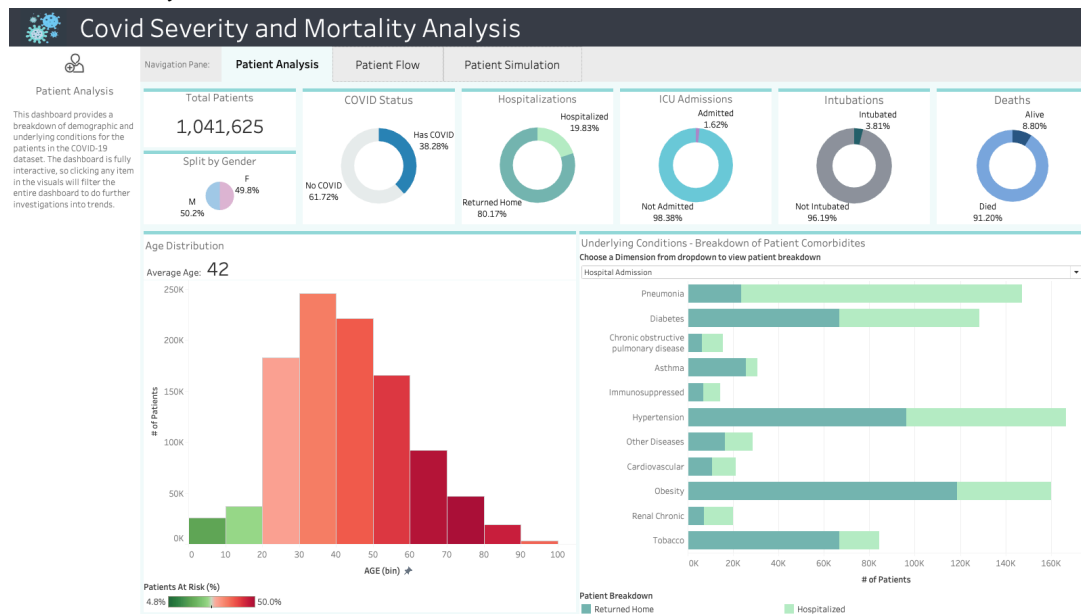 Covid Severity and Mortality Analysis
Patient Analysis
This dashboard provides a
breakdown of demographic and
underlying conditions for the
patients in the COVID-19
dataset. The dashboard is fully
interactive, so clicking any item
in the visuals will filter the
entire dashboard to do further
investigations into trends.
Navigation Pane:
Patient Analysis
Patient Flow
Patient Simulation
Total Patients
1,041,625
Split by Gender
F
49.8%
M
50.2%
COVID Status
Has COVID
38.28%
No COVID
61.72%
Hospitalizations
Hospitalized
19.83%
Returned Home
80.17%
ICU Admissions
Admitted
1.62%
Not Admitted
98.38%
Intubations
Intubated
3.81%
Not Intubated
96.19%
Deaths
Alive
8.80%
Died
91.20%
Age Distribution
Average Age: 42
250K
200K
150K
100K
50K
0K
# of Patients
0 10 20 30 40 50 60 70 80 90 100
AGE (bin)
Patients At Risk (%)
4.8% 50.0%
Underlying Conditions - Breakdown of Patient Comorbidites
Choose a Dimension from dropdown to view patient breakdown
Hospital Admission
Pneumonia
Diabetes
Chronic obstructive
pulmonary disease
Asthma
Immunosuppressed
Hypertension
Other Diseases
Cardiovascular
Obesity
Renal Chronic
Tobacco
0K 20K 40K 60K 80K 100K 120K 140K 160K
# of Patients
Patient Breakdown
Returned Home Hospitalized